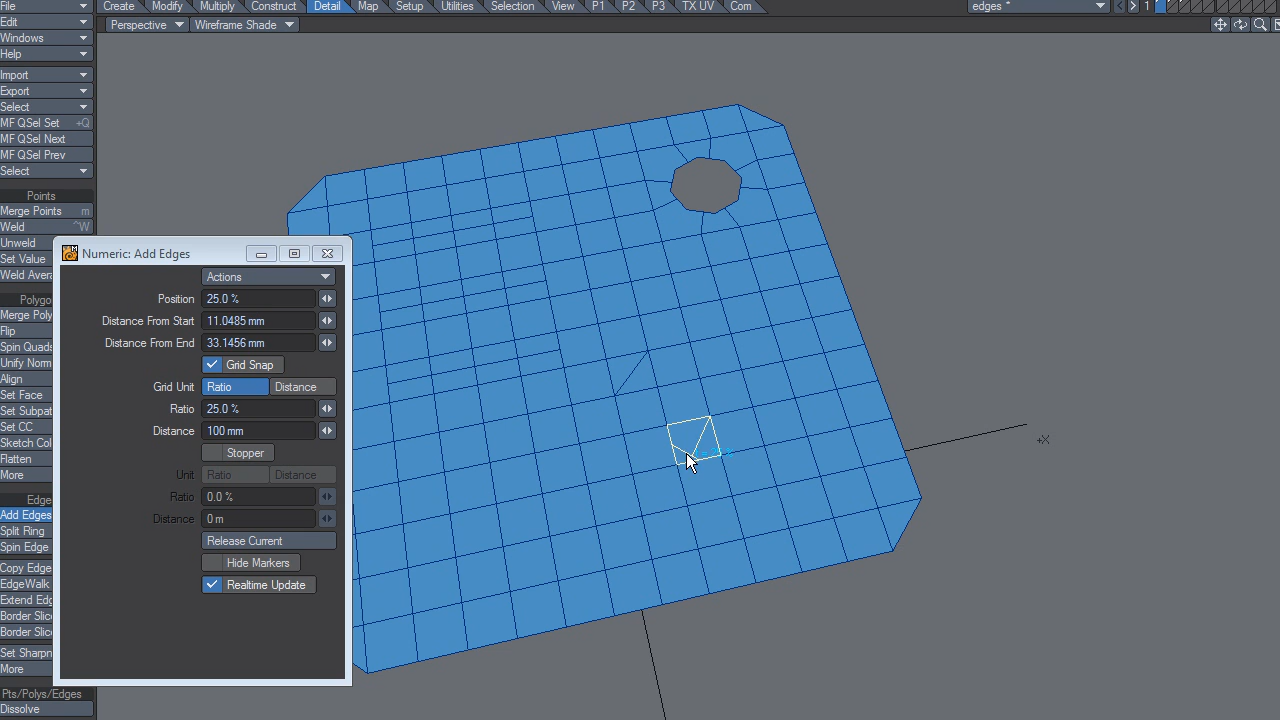 File
Create
Modify
Multiply
Construct
Detail
Map
Setup
Utilities
Selection
View
P1
P2
P3
TX UV
Com
edges *
1
Edit
Perspective
Wireframe Shade
Windows
Help
Import
Export
Select
MF QSel Set +Q
MF QSel Next
MF QSel Prev
Select
Points
Merge Points m
Weld ^W
Unweld
Set Value
Weld Avera
Polygo
Merge Poly
Flip
Spin Quads
Unify Norm
Align
Set Face
Set Subpat
Set CC
Sketch Col
Flatten
More
Edge
Add Edges
Split Ring
Spin Edge
Copy Edge
EdgeWalk
Extend Edg
Border Slic
Border Slic
Set Sharpn
More
Pts/Polys/Edges
Dissolve
Numeric: Add Edges
Actions
Position 25.0 %
Distance From Start 11.0485 mm
Distance From End 33.1456 mm
Grid Snap
Grid Unit Ratio Distance
Ratio 25.0 %
Distance 100 mm
Stopper
Unit Ratio Distance
Ratio 0.0 %
Distance 0 m
Release Current
Hide Markers
Realtime Update
+X